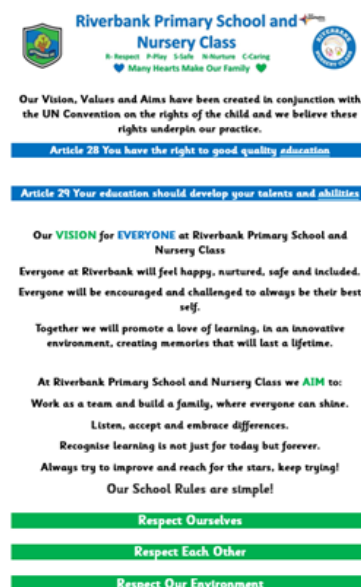 Riverbank Primary School and
Nursery Class
R- Respect P-Play S-Safe N-Nurture C-Caring
Many Hearts Make Our Family
RIVERBANK
NURSERY CLASS
Our Vision, Values and Aims have been created in conjunction with
the UN Convention on the rights of the child and we believe these
rights underpin our practice.
Article 28 You have the right to good quality education
Article 29 Your education should develop your talents and abilities
Our VISION for EVERYONE at Riverbank Primary School and
Nursery Class
Everyone at Riverbank will feel happy, nurtured, safe and included.
Everyone will be encouraged and challenged to always be their best
self.
Together we will promote a love of learning, in an innovative
environment, creating memories that will last a lifetime.
At Riverbank Primary School and Nursery Class we AIM to:
Work as a team and build a family, where everyone can shine.
Listen, accept and embrace differences.
Recognise learning is not just for today but forever.
Always try to improve and reach for the stars, keep trying!
Our School Rules are simple!
Respect Ourselves
Respect Each Other
Respect Our Environment